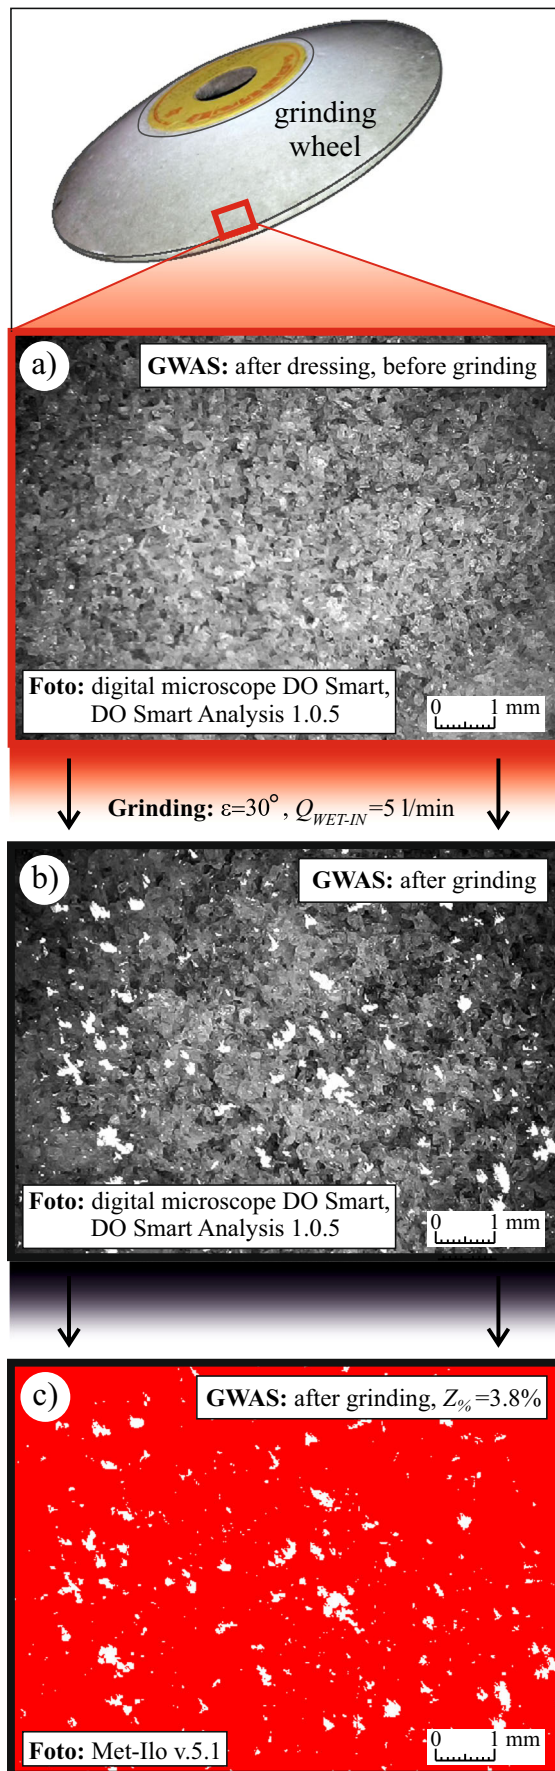 grinding
wheel
a)
GWAS: after dressing, before grinding
Foto: digital microscope DO Smart,
DO Smart Analysis 1.0.5
0 1 mm
Grinding: ε=30°, Q_WET-IN=5 l/min
b)
GWAS: after grinding
Foto: digital microscope DO Smart,
DO Smart Analysis 1.0.5
0 1 mm
c)
GWAS: after grinding, Z_%=3.8%
Foto: Met-Ilo v.5.1
0 1 mm